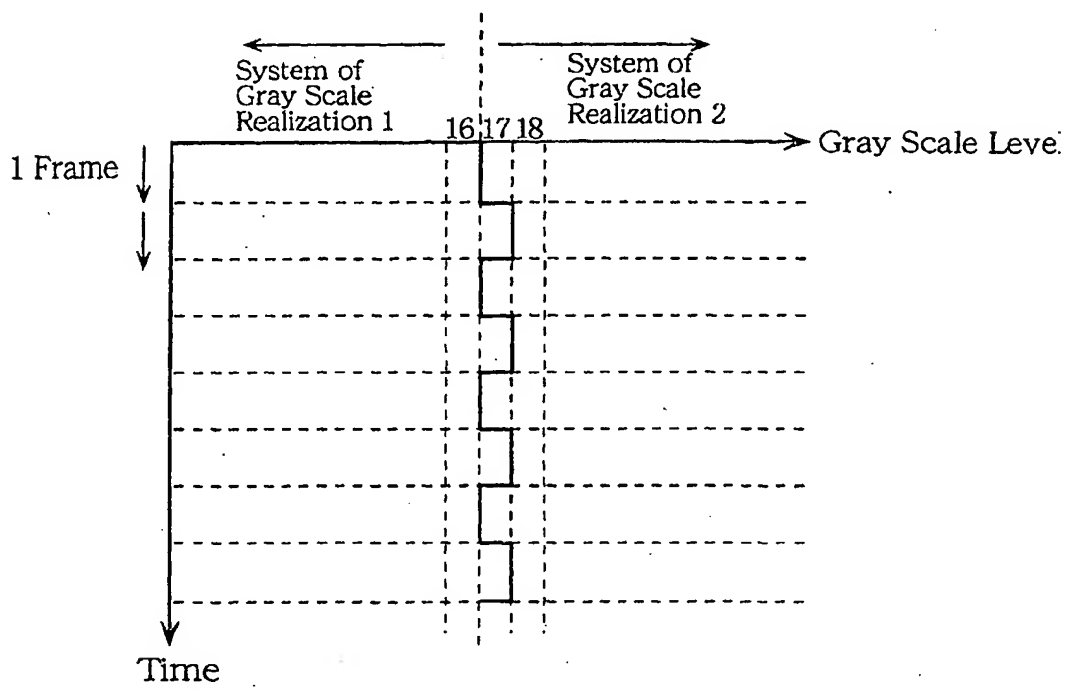 System of
Gray Scale
Realization 1
System of
Gray Scale
Realization 2
16 17 18
Gray Scale Leve
1 Frame
Time